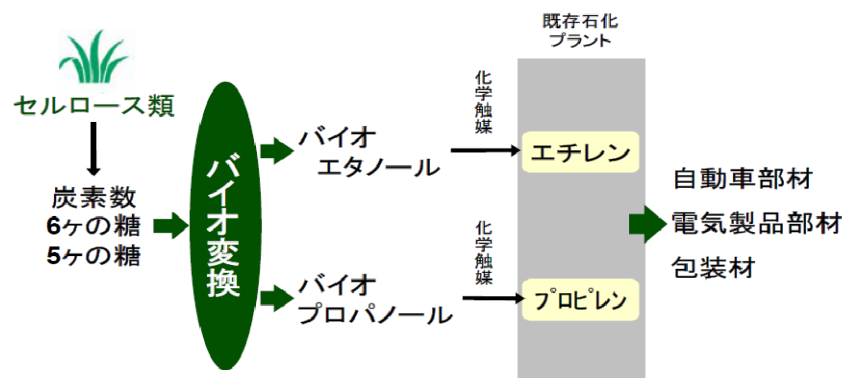 セルロース類
炭素数
6ヶの糖
5ヶの糖
バイオ変換
バイオ
エタノール
バイオ
プロパノール
化学触媒
化学触媒
既存石化
プラント
エチレン
プロピレン
自動車部材
電気製品部材
包装材